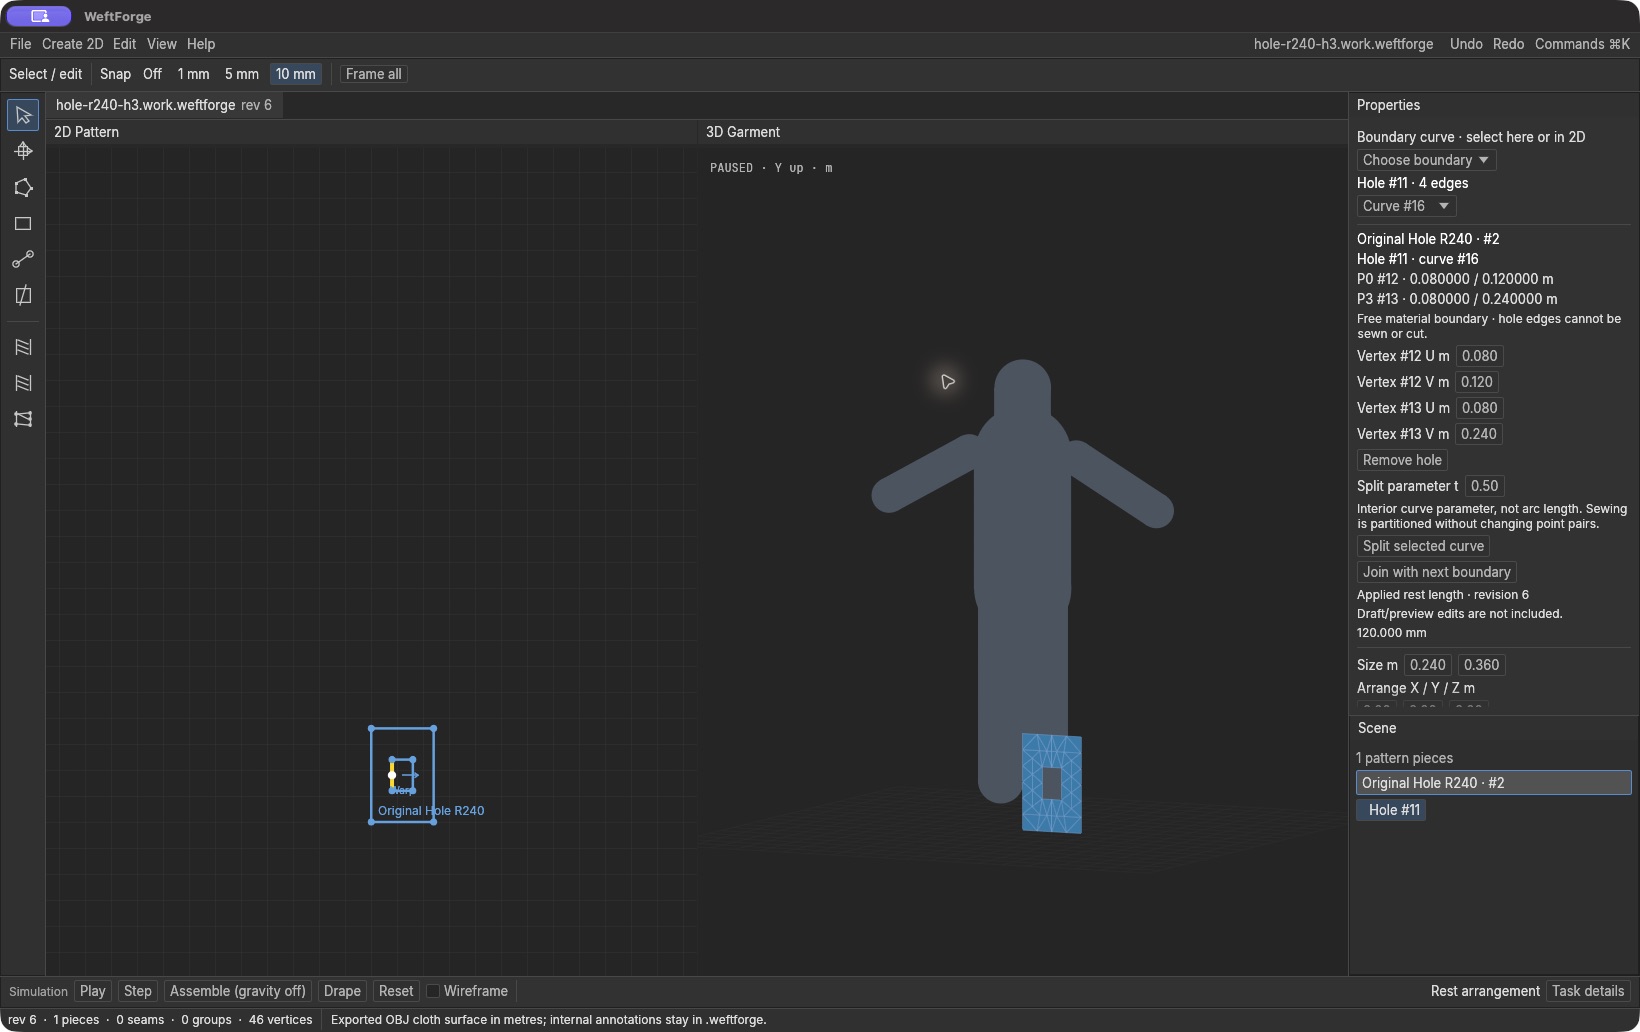 WeftForge
File Create 2D Edit View Help
hole-r240-h3.work.weftforge Undo Redo Commands ⌘K
Select / edit Snap Off 1 mm 5 mm 10 mm Frame all
hole-r240-h3.work.weftforge rev 6
2D Pattern
Original Hole R240
3D Garment
PAUSED · Y up · m
Properties
Boundary curve · select here or in 2D
Choose boundary
Hole #11 · 4 edges
Curve #16
Original Hole R240 · #2
Hole #11 · curve #16
P0 #12 · 0.080000 / 0.120000 m
P3 #13 · 0.080000 / 0.240000 m
Free material boundary · hole edges cannot be
sewn or cut.
Vertex #12 U m 0.080
Vertex #12 V m 0.120
Vertex #13 U m 0.080
Vertex #13 V m 0.240
Remove hole
Split parameter t 0.50
Interior curve parameter, not arc length. Sewing
is partitioned without changing point pairs.
Split selected curve
Join with next boundary
Applied rest length · revision 6
Draft/preview edits are not included.
120.000 mm
Size m 0.240 0.360
Arrange X / Y / Z m
Scene
1 pattern pieces
Original Hole R240 · #2
Hole #11
Simulation Play Step Assemble (gravity off) Drape Reset Wireframe
Rest arrangement Task details
rev 6 · 1 pieces · 0 seams · 0 groups · 46 vertices
Exported OBJ cloth surface in metres; internal annotations stay in .weftforge.